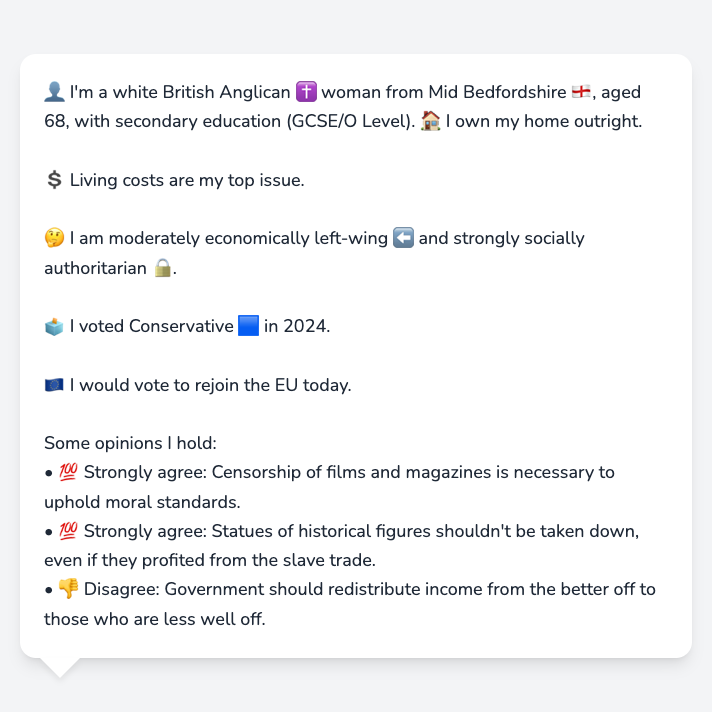 👤 I'm a white British Anglican ✝️ woman from Mid Bedfordshire 🏴󠁧󠁢󠁥󠁮󠁧󠁿, aged
68, with secondary education (GCSE/O Level). 🏠 I own my home outright.
💲 Living costs are my top issue.
🤔 I am moderately economically left-wing ⬅️ and strongly socially
authoritarian 🔒.
🗳️ I voted Conservative 🟦 in 2024.
🇪🇺 I would vote to rejoin the EU today.
Some opinions I hold:
• 💯 Strongly agree: Censorship of films and magazines is necessary to
uphold moral standards.
• 💯 Strongly agree: Statues of historical figures shouldn't be taken down,
even if they profited from the slave trade.
• 👎 Disagree: Government should redistribute income from the better off to
those who are less well off.